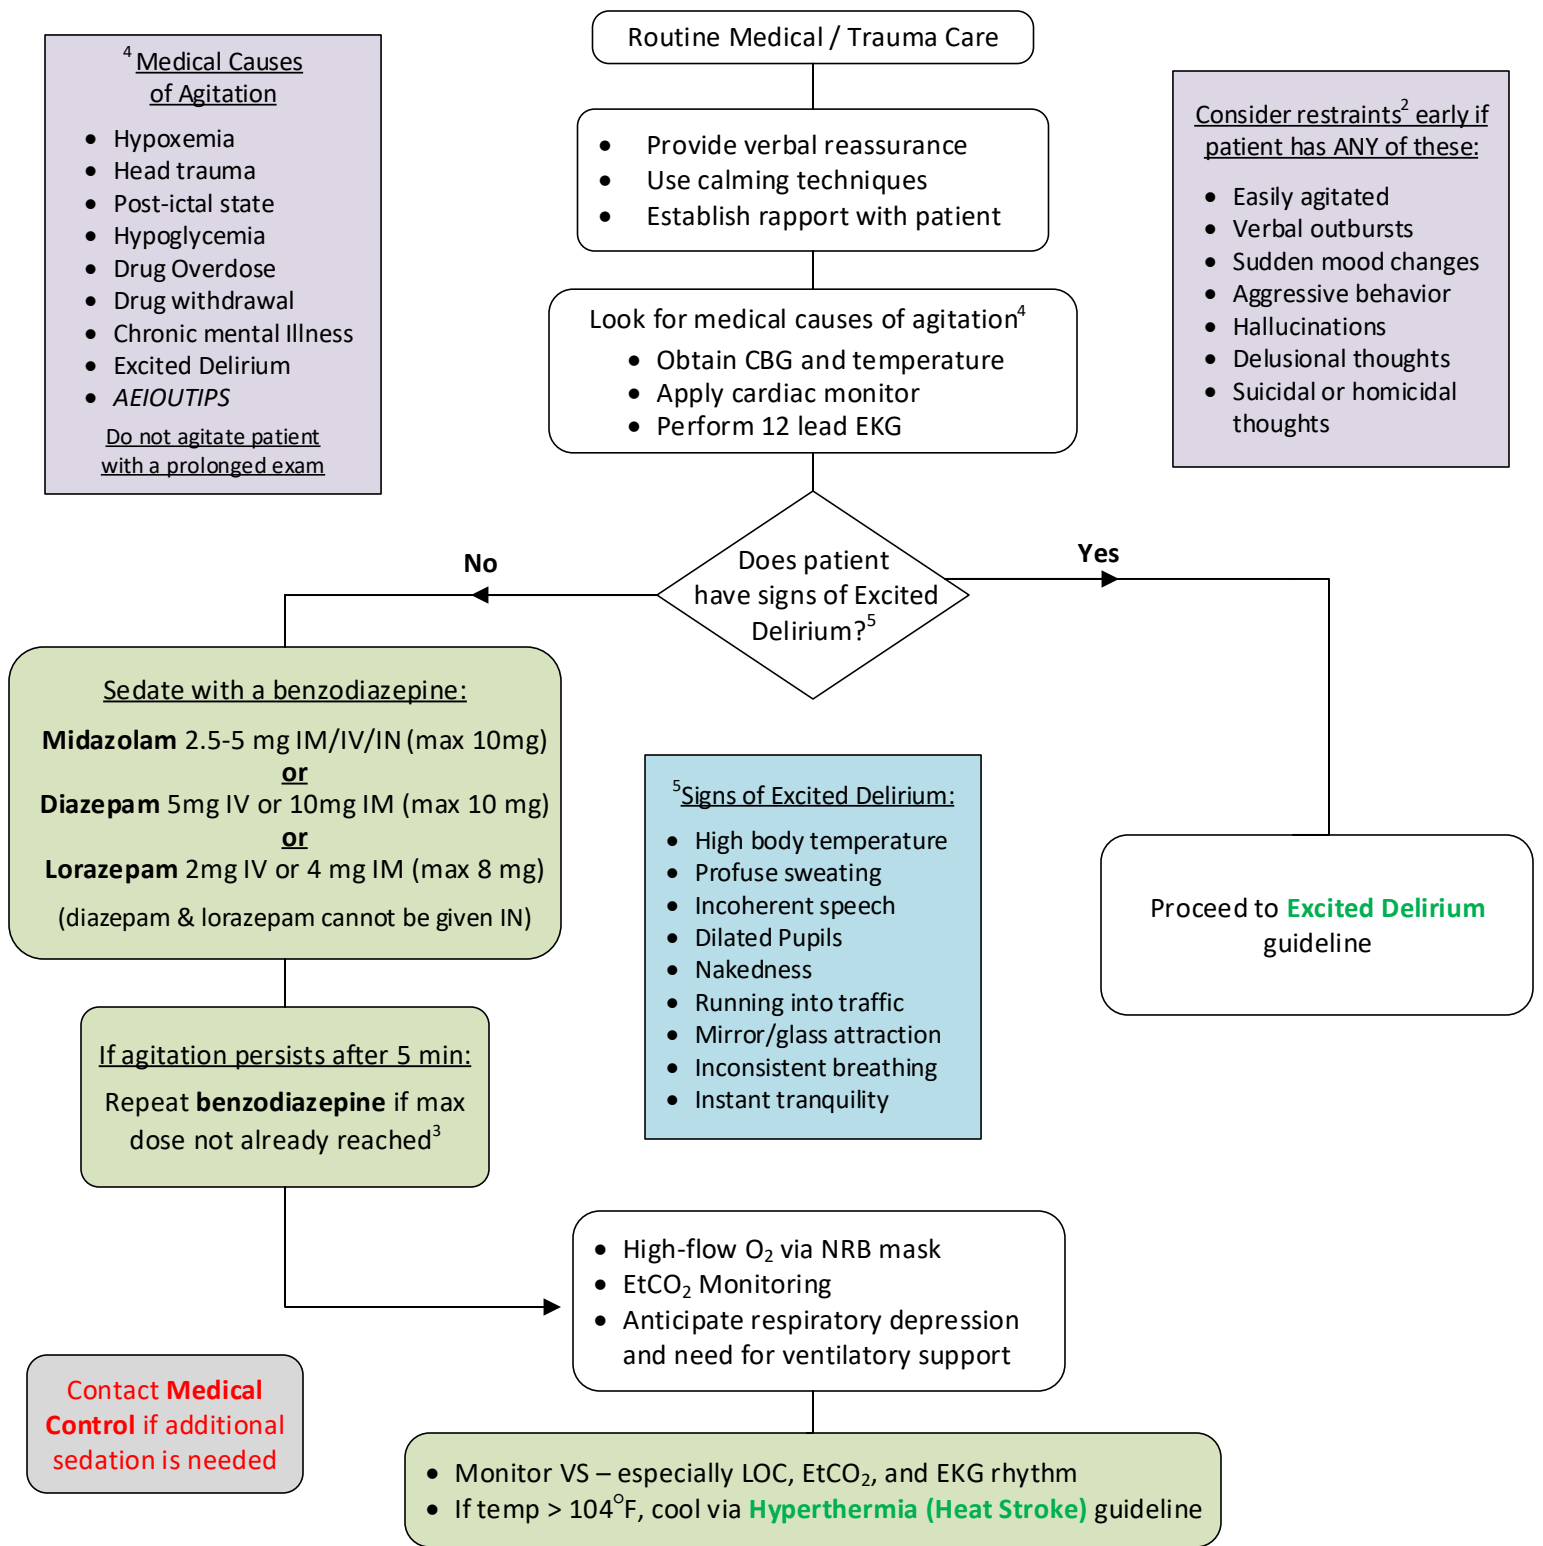 Routine Medical / Trauma Care
⁴ Medical Causes
of Agitation
• Hypoxemia
• Head trauma
• Post-ictal state
• Hypoglycemia
• Drug Overdose
• Drug withdrawal
• Chronic mental Illness
• Excited Delirium
• AEIOUTIPS
Do not agitate patient
with a prolonged exam
• Provide verbal reassurance
• Use calming techniques
• Establish rapport with patient
Consider restraints² early if
patient has ANY of these:
• Easily agitated
• Verbal outbursts
• Sudden mood changes
• Aggressive behavior
• Hallucinations
• Delusional thoughts
• Suicidal or homicidal
thoughts
Look for medical causes of agitation⁴
• Obtain CBG and temperature
• Apply cardiac monitor
• Perform 12 lead EKG
Does patient
have signs of Excited
Delirium?⁵
No
Yes
Sedate with a benzodiazepine:
Midazolam 2.5-5 mg IM/IV/IN (max 10mg)
or
Diazepam 5mg IV or 10mg IM (max 10 mg)
or
Lorazepam 2mg IV or 4 mg IM (max 8 mg)
(diazepam & lorazepam cannot be given IN)
⁵Signs of Excited Delirium:
• High body temperature
• Profuse sweating
• Incoherent speech
• Dilated Pupils
• Nakedness
• Running into traffic
• Mirror/glass attraction
• Inconsistent breathing
• Instant tranquility
Proceed to Excited Delirium
guideline
If agitation persists after 5 min:
Repeat benzodiazepine if max
dose not already reached³
• High-flow O₂ via NRB mask
• EtCO₂ Monitoring
• Anticipate respiratory depression
and need for ventilatory support
Contact Medical
Control if additional
sedation is needed
• Monitor VS – especially LOC, EtCO₂, and EKG rhythm
• If temp > 104°F, cool via Hyperthermia (Heat Stroke) guideline